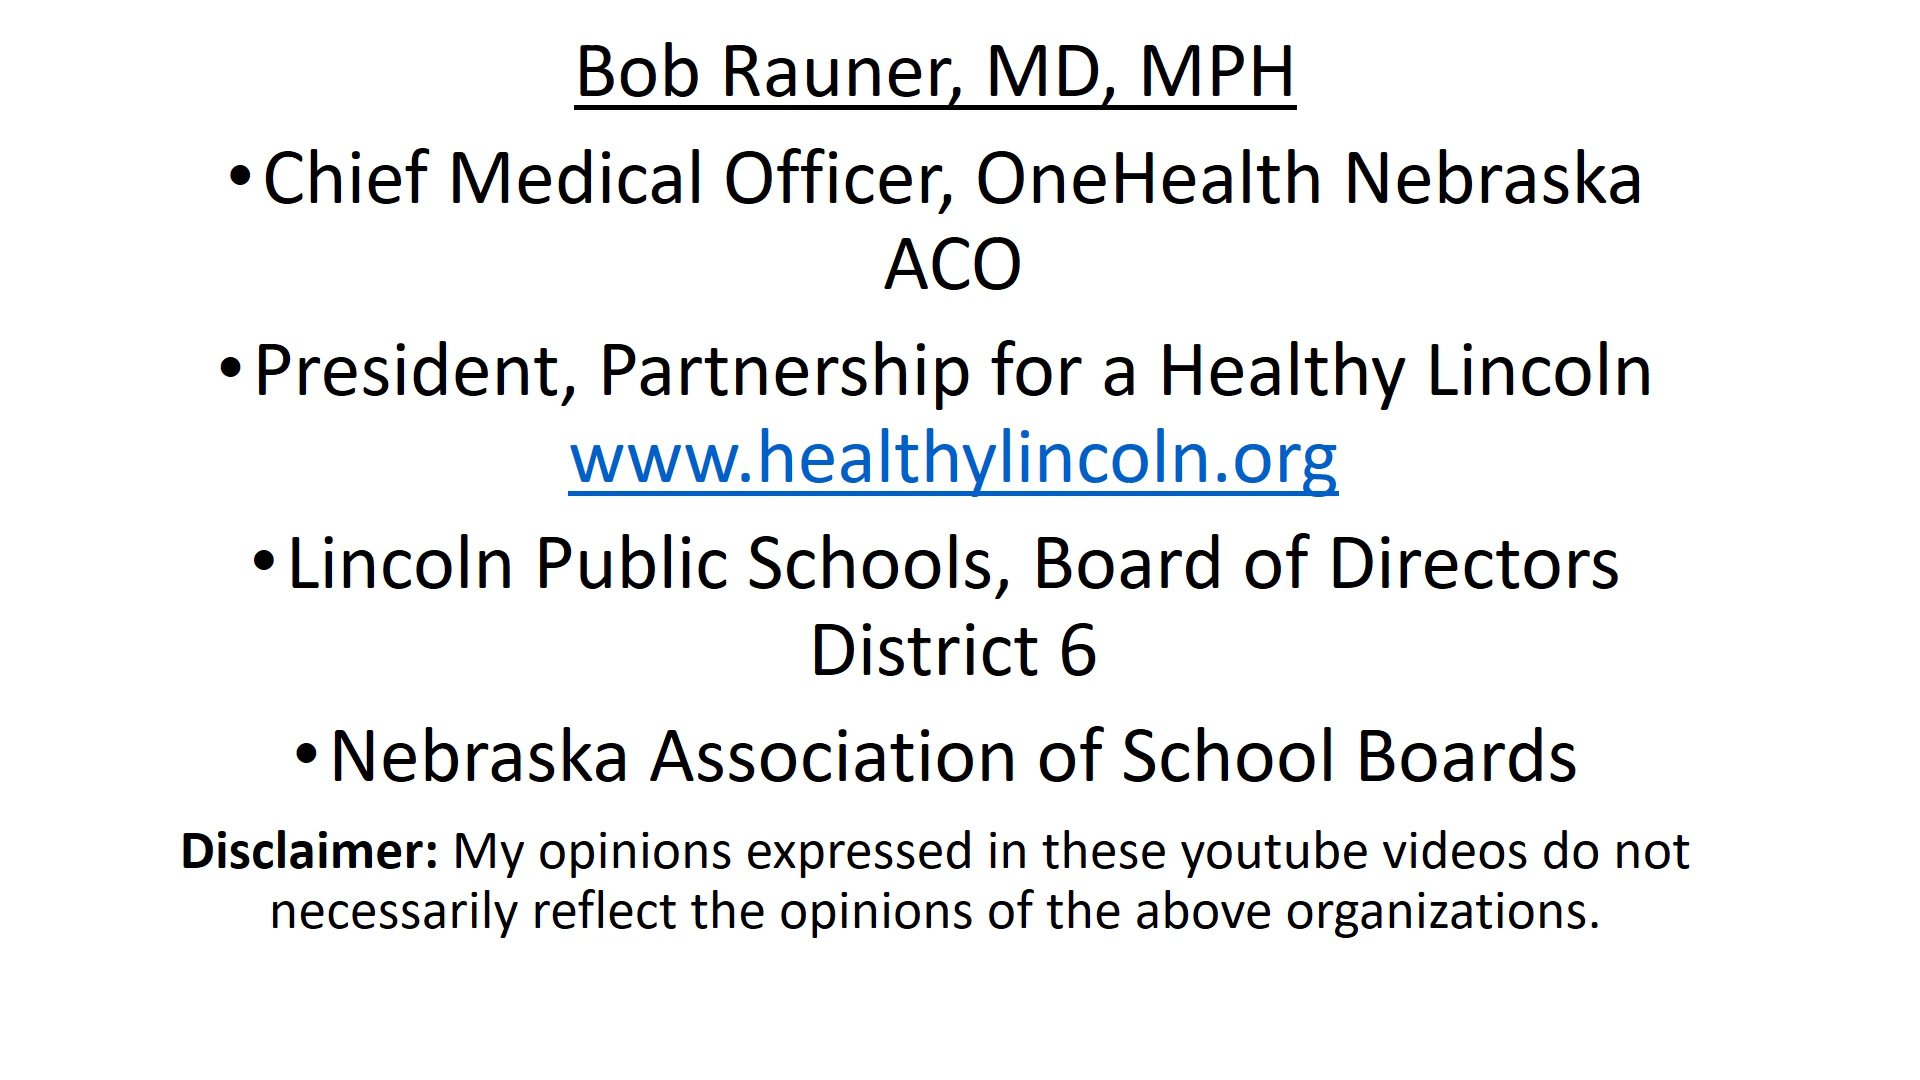 Bob Rauner, MD, MPH
•Chief Medical Officer, OneHealth Nebraska
ACO
•President, Partnership for a Healthy Lincoln
www.healthylincoln.org
•Lincoln Public Schools, Board of Directors
District 6
•Nebraska Association of School Boards
Disclaimer: My opinions expressed in these youtube videos do not
necessarily reflect the opinions of the above organizations.